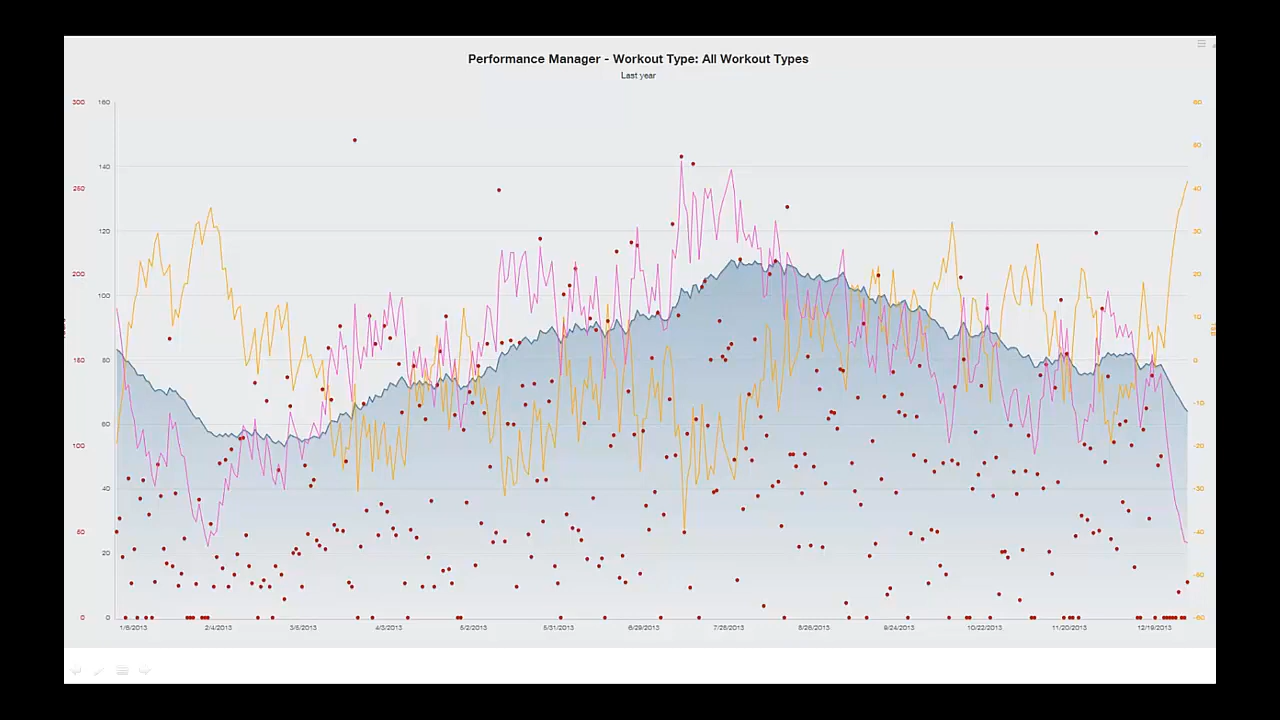 Performance Manager - Workout Type: All Workout Types
Last year
300 160 60
140 50
250 40
120 30
200 20
100 10
150 80 0
60 -10
100 -20
40 -30
50 -40
20 -50
0 0 -60
1/6/2013 2/4/2013 3/5/2013 4/3/2013 5/2/2013 5/31/2013 6/29/2013 7/28/2013 8/26/2013 9/24/2013 10/22/2013 11/20/2013 12/19/2013